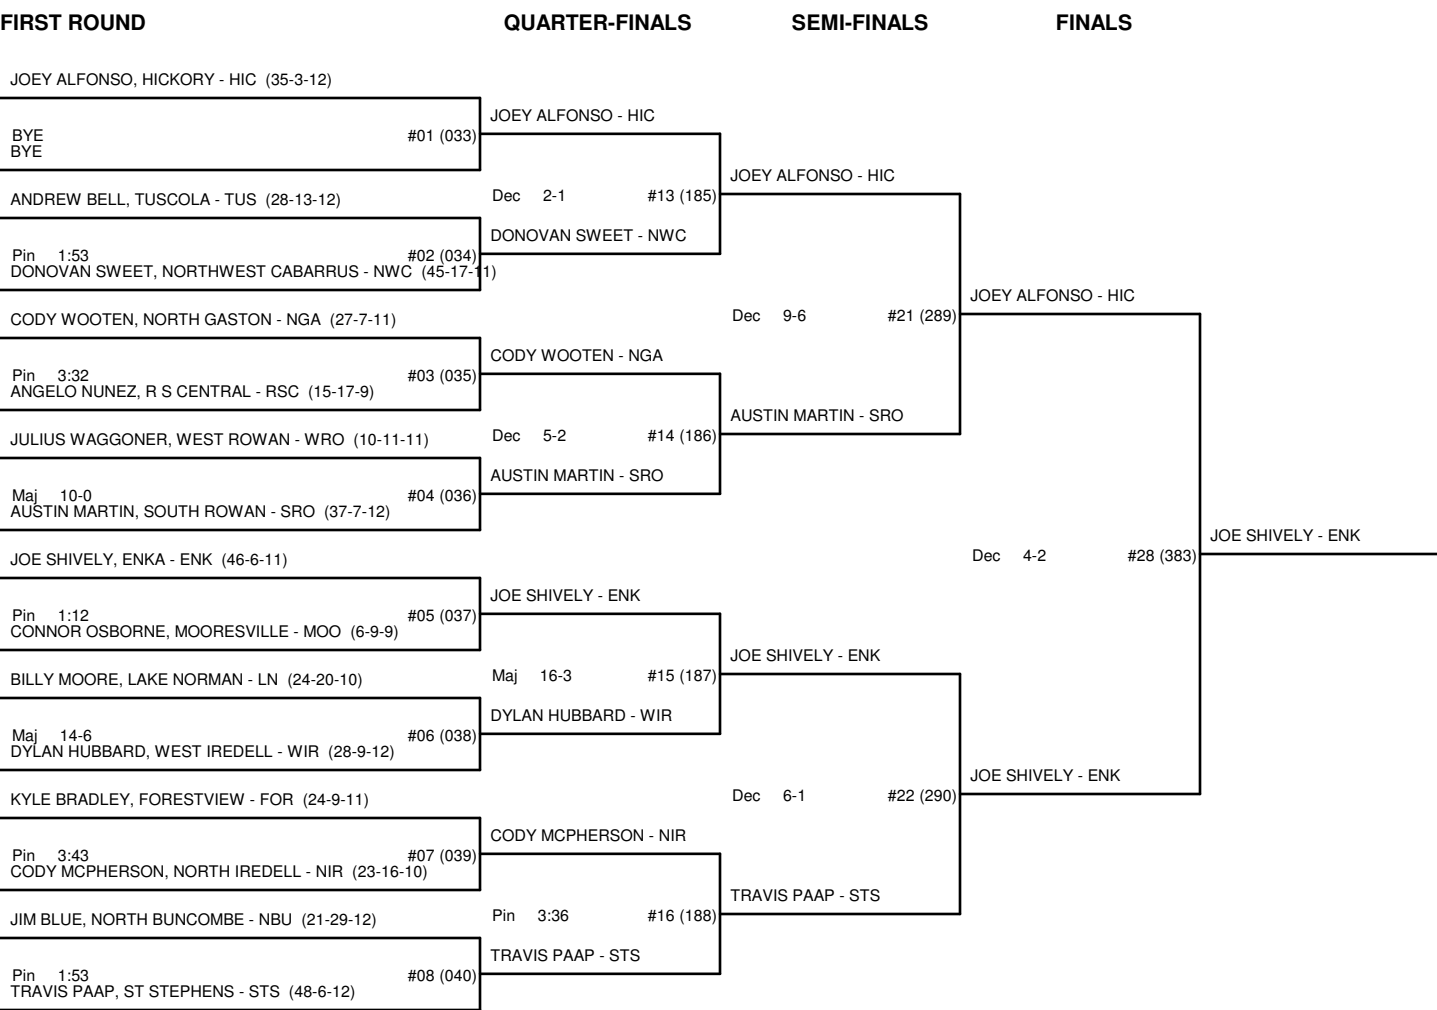 FIRST ROUND QUARTER-FINALS SEMI-FINALS FINALS
JOEY ALFONSO, HICKORY - HIC (35-3-12)
JOEY ALFONSO - HIC
BYE #01 (033)
BYE
JOEY ALFONSO - HIC
ANDREW BELL, TUSCOLA - TUS (28-13-12)
Dec 2-1 #13 (185)
DONOVAN SWEET - NWC
Pin 1:53 #02 (034)
DONOVAN SWEET, NORTHWEST CABARRUS - NWC (45-17-11)
JOEY ALFONSO - HIC
CODY WOOTEN, NORTH GASTON - NGA (27-7-11)
Dec 9-6 #21 (289)
CODY WOOTEN - NGA
Pin 3:32 #03 (035)
ANGELO NUNEZ, R S CENTRAL - RSC (15-17-9)
AUSTIN MARTIN - SRO
JULIUS WAGGONER, WEST ROWAN - WRO (10-11-11)
Dec 5-2 #14 (186)
AUSTIN MARTIN - SRO
Maj 10-0 #04 (036)
AUSTIN MARTIN, SOUTH ROWAN - SRO (37-7-12)
JOE SHIVELY - ENK
JOE SHIVELY, ENKA - ENK (46-6-11)
Dec 4-2 #28 (383)
JOE SHIVELY - ENK
Pin 1:12 #05 (037)
CONNOR OSBORNE, MOORESVILLE - MOO (6-9-9)
JOE SHIVELY - ENK
BILLY MOORE, LAKE NORMAN - LN (24-20-10)
Maj 16-3 #15 (187)
DYLAN HUBBARD - WIR
Maj 14-6 #06 (038)
DYLAN HUBBARD, WEST IREDELL - WIR (28-9-12)
JOE SHIVELY - ENK
KYLE BRADLEY, FORESTVIEW - FOR (24-9-11)
Dec 6-1 #22 (290)
CODY MCPHERSON - NIR
Pin 3:43 #07 (039)
CODY MCPHERSON, NORTH IREDELL - NIR (23-16-10)
TRAVIS PAAP - STS
JIM BLUE, NORTH BUNCOMBE - NBU (21-29-12)
Pin 3:36 #16 (188)
TRAVIS PAAP - STS
Pin 1:53 #08 (040)
TRAVIS PAAP, ST STEPHENS - STS (48-6-12)